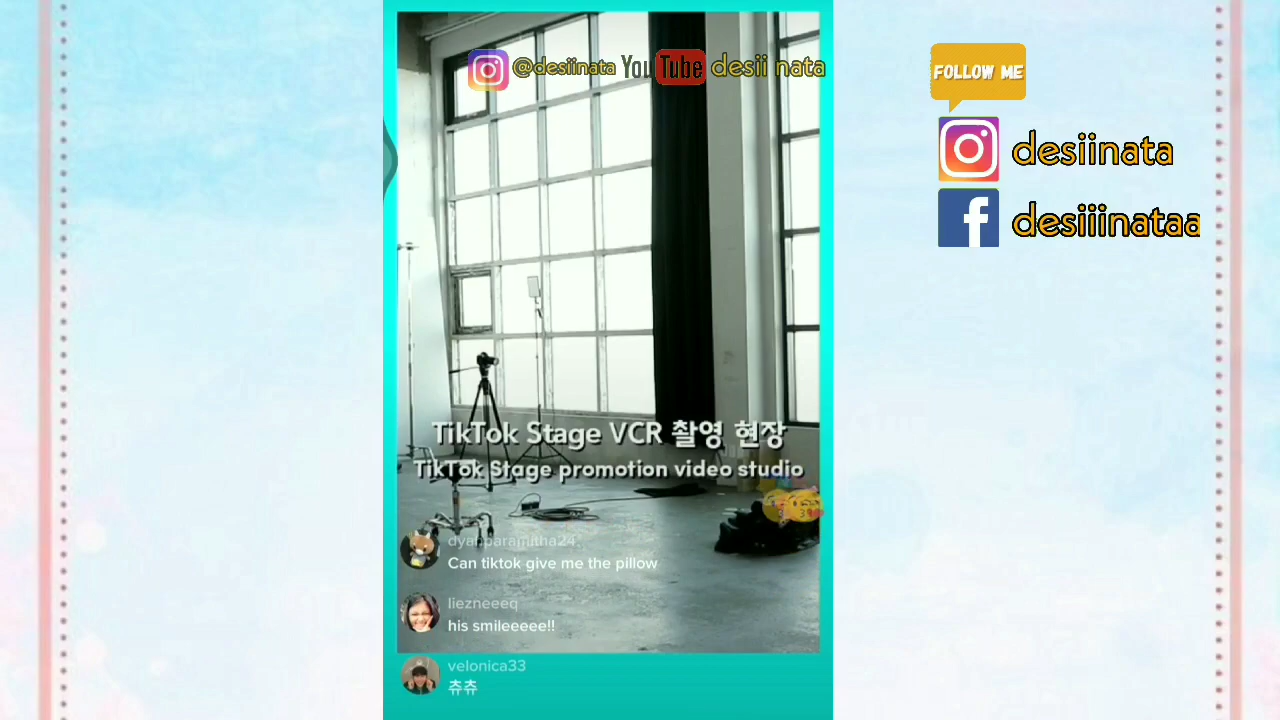 @desiinata YouTube desii nata
FOLLOW ME
desiinata
desiiinataa
TikTok Stage VCR 촬영 현장
TikTok Stage promotion video studio
dyahparamitha24
Can tiktok give me the pillow
liezneeeq
his smileeeee!!
velonica33
츄츄